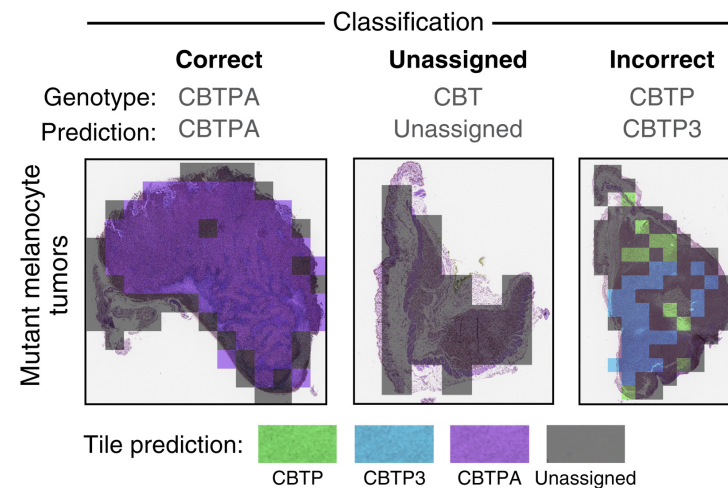 Classification
Correct Unassigned Incorrect
Genotype: CBTPA CBT CBTP
Prediction: CBTPA Unassigned CBTP3
Mutant melanocyte
tumors
Tile prediction:
CBTP CBTP3 CBTPA Unassigned